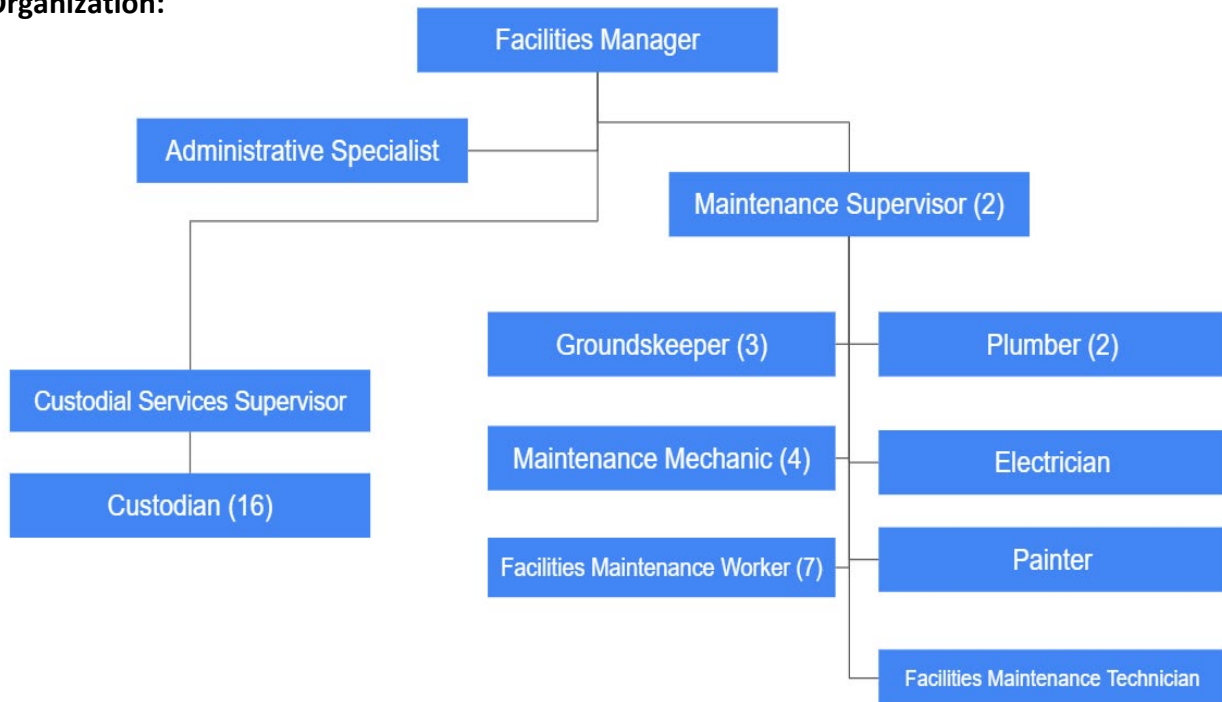 Organization:
Facilities Manager
Administrative Specialist
Maintenance Supervisor (2)
Groundskeeper (3)
Plumber (2)
Custodial Services Supervisor
Maintenance Mechanic (4)
Electrician
Custodian (16)
Facilities Maintenance Worker (7)
Painter
Facilities Maintenance Technician